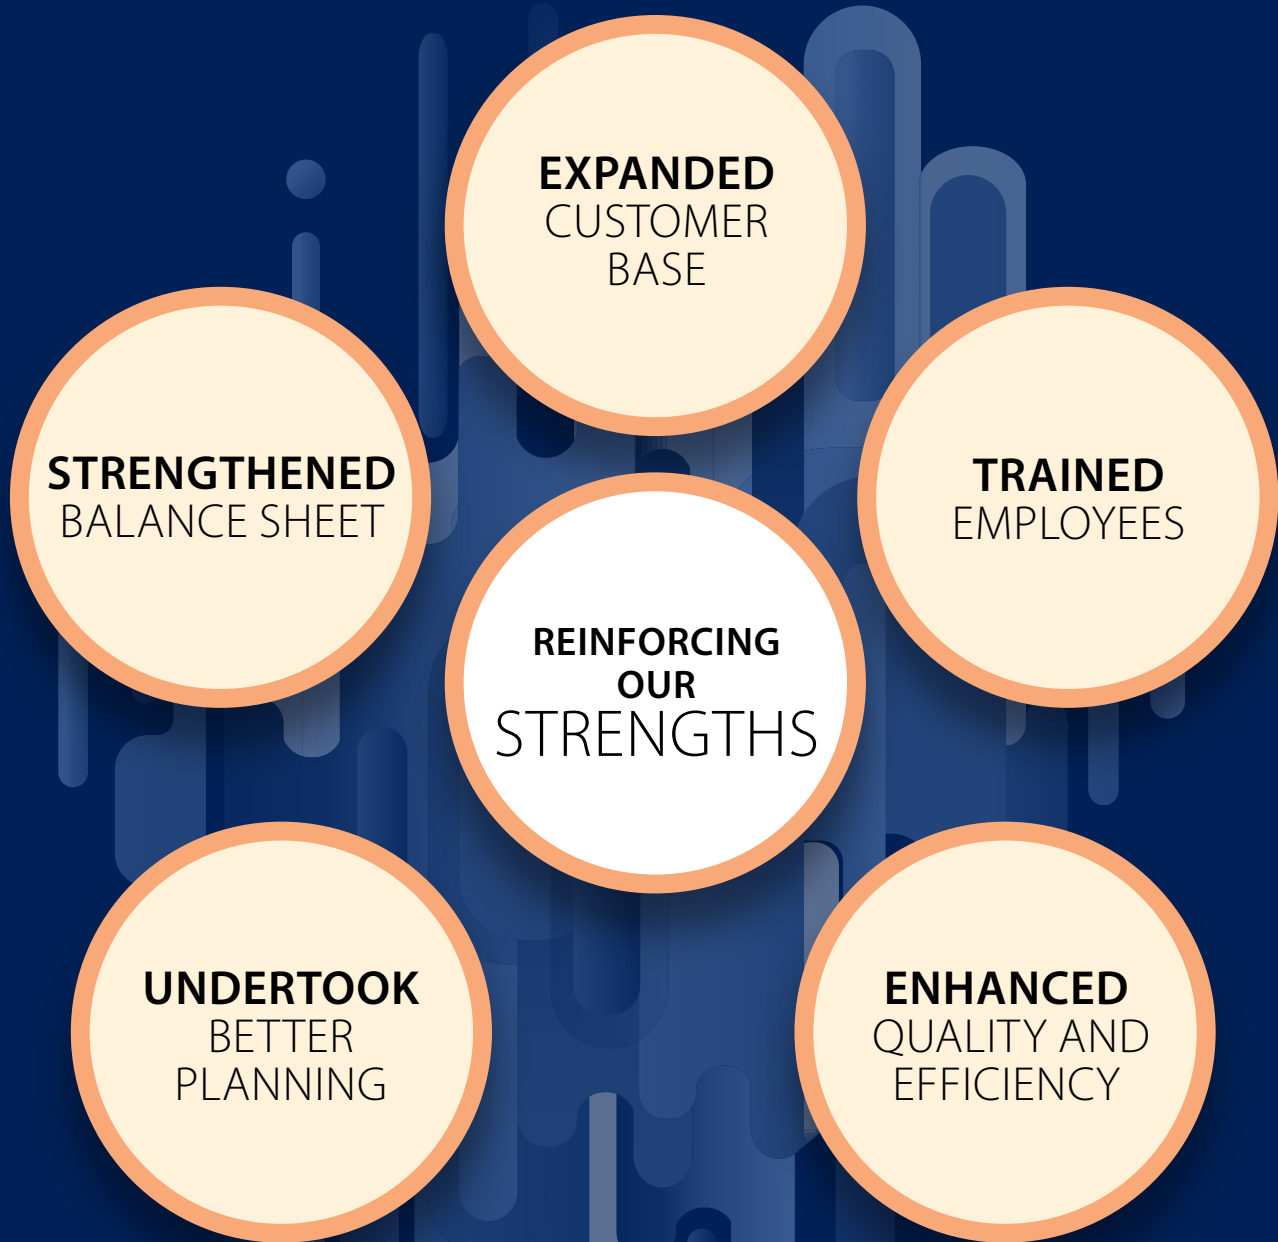 EXPANDED
CUSTOMER
BASE
STRENGTHENED
BALANCE SHEET
TRAINED
EMPLOYEES
REINFORCING
OUR
STRENGTHS
UNDERTOOK
BETTER
PLANNING
ENHANCED
QUALITY AND
EFFICIENCY